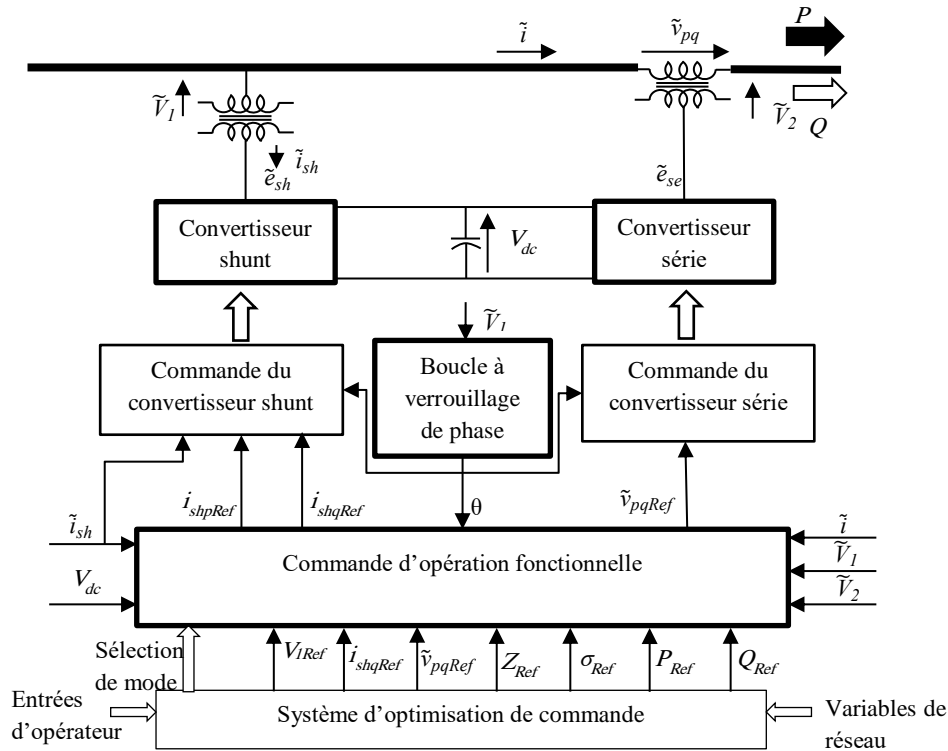 ĩ
ṽpq
P
Ṽ1
Ṽ2
Q
ĩsh
ẽsh
ẽse
Convertisseur
shunt
Vdc
Convertisseur
série
Ṽ1
Commande du
convertisseur shunt
Boucle à
verrouillage
de phase
Commande du
convertisseur série
ishpRef
ishqRef
θ
ṽpqRef
ĩsh
Vdc
Commande d’opération fonctionnelle
ĩ
Ṽ1
Ṽ2
Sélection
de mode
V1Ref
ishqRef
ṽpqRef
ZRef
σRef
PRef
QRef
Entrées
d’opérateur
Système d’optimisation de commande
Variables de
réseau